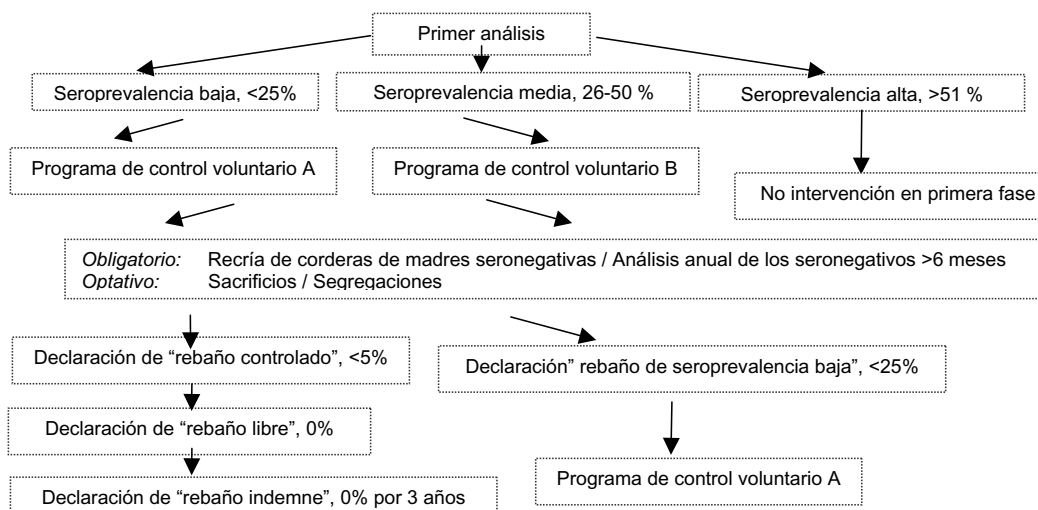 Primer análisis
Seroprevalencia baja, <25%
Seroprevalencia media, 26-50 %
Seroprevalencia alta, >51 %
Programa de control voluntario A
Programa de control voluntario B
No intervención en primera fase
Obligatorio: Recría de corderas de madres seronegativas / Análisis anual de los seronegativos >6 meses
Optativo: Sacrificios / Segregaciones
Declaración de “rebaño controlado”, <5%
Declaración” rebaño de seroprevalencia baja”, <25%
Declaración de “rebaño libre”, 0%
Programa de control voluntario A
Declaración de “rebaño indemne”, 0% por 3 años